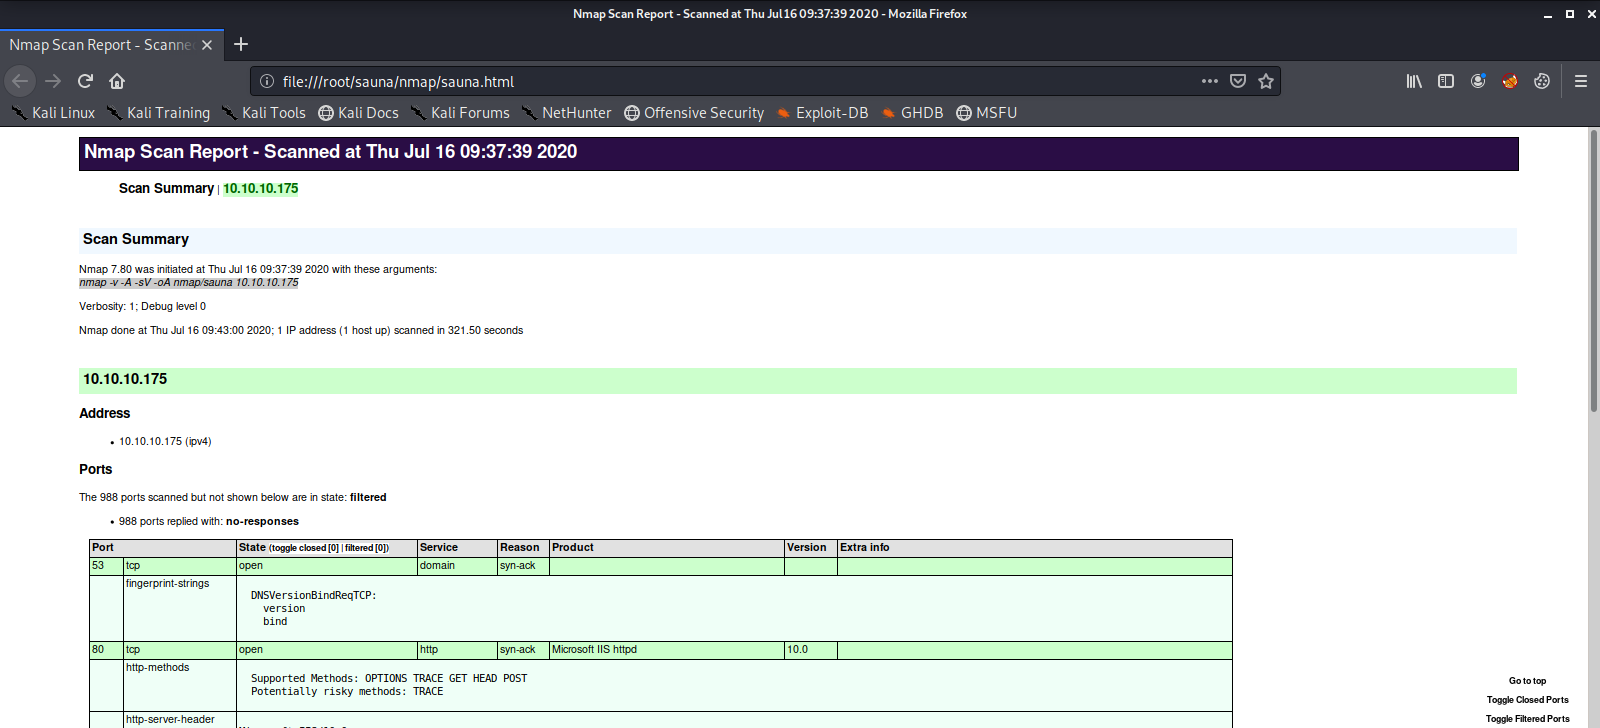 Nmap Scan Report - Scanned at Thu Jul 16 09:37:39 2020 - Mozilla Firefox
Nmap Scan Report - Scanne
file:///root/sauna/nmap/sauna.html
Kali Linux Kali Training Kali Tools Kali Docs Kali Forums NetHunter Offensive Security Exploit-DB GHDB MSFU
Nmap Scan Report - Scanned at Thu Jul 16 09:37:39 2020
Scan Summary | 10.10.10.175
Scan Summary
Nmap 7.80 was initiated at Thu Jul 16 09:37:39 2020 with these arguments:
nmap -v -A -sV -oA nmap/sauna 10.10.10.175
Verbosity: 1; Debug level 0
Nmap done at Thu Jul 16 09:43:00 2020; 1 IP address (1 host up) scanned in 321.50 seconds
10.10.10.175
Address
• 10.10.10.175 (ipv4)
Ports
The 988 ports scanned but not shown below are in state: filtered
• 988 ports replied with: no-responses
Port State (toggle closed [0] | filtered [0]) Service Reason Product Version Extra info
53 tcp open domain syn-ack
fingerprint-strings
DNSVersionBindReqTCP:
version
bind
80 tcp open http syn-ack Microsoft IIS httpd 10.0
http-methods
Supported Methods: OPTIONS TRACE GET HEAD POST
Potentially risky methods: TRACE
http-server-header
Go to top
Toggle Closed Ports
Toggle Filtered Ports